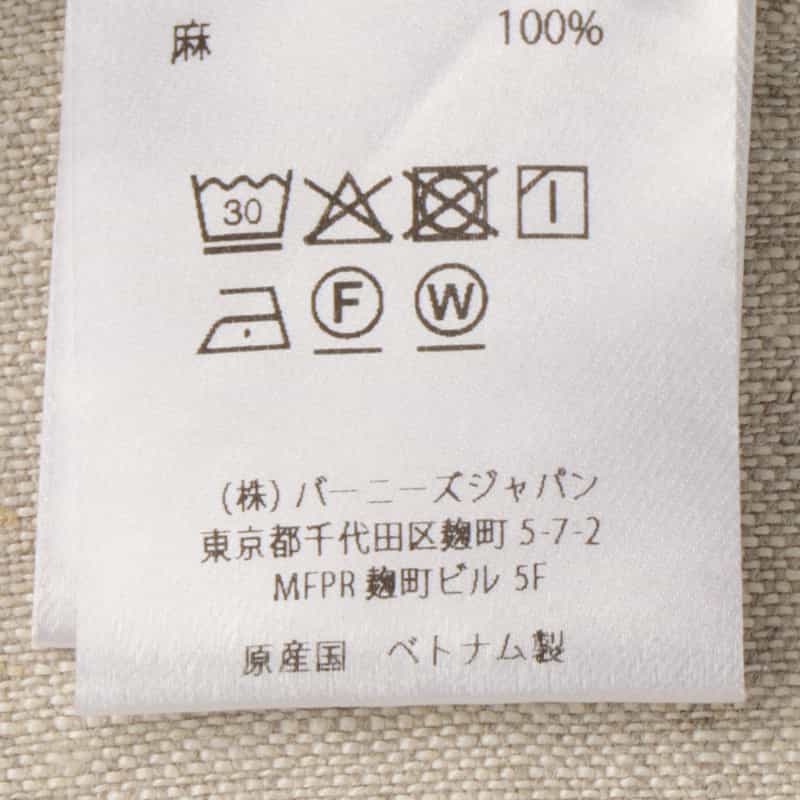 麻 100%
30
F W
(株) バーニーズジャパン
東京都千代田区麹町 5-7-2
MFPR 麹町ビル 5F
原産国 ベトナム製